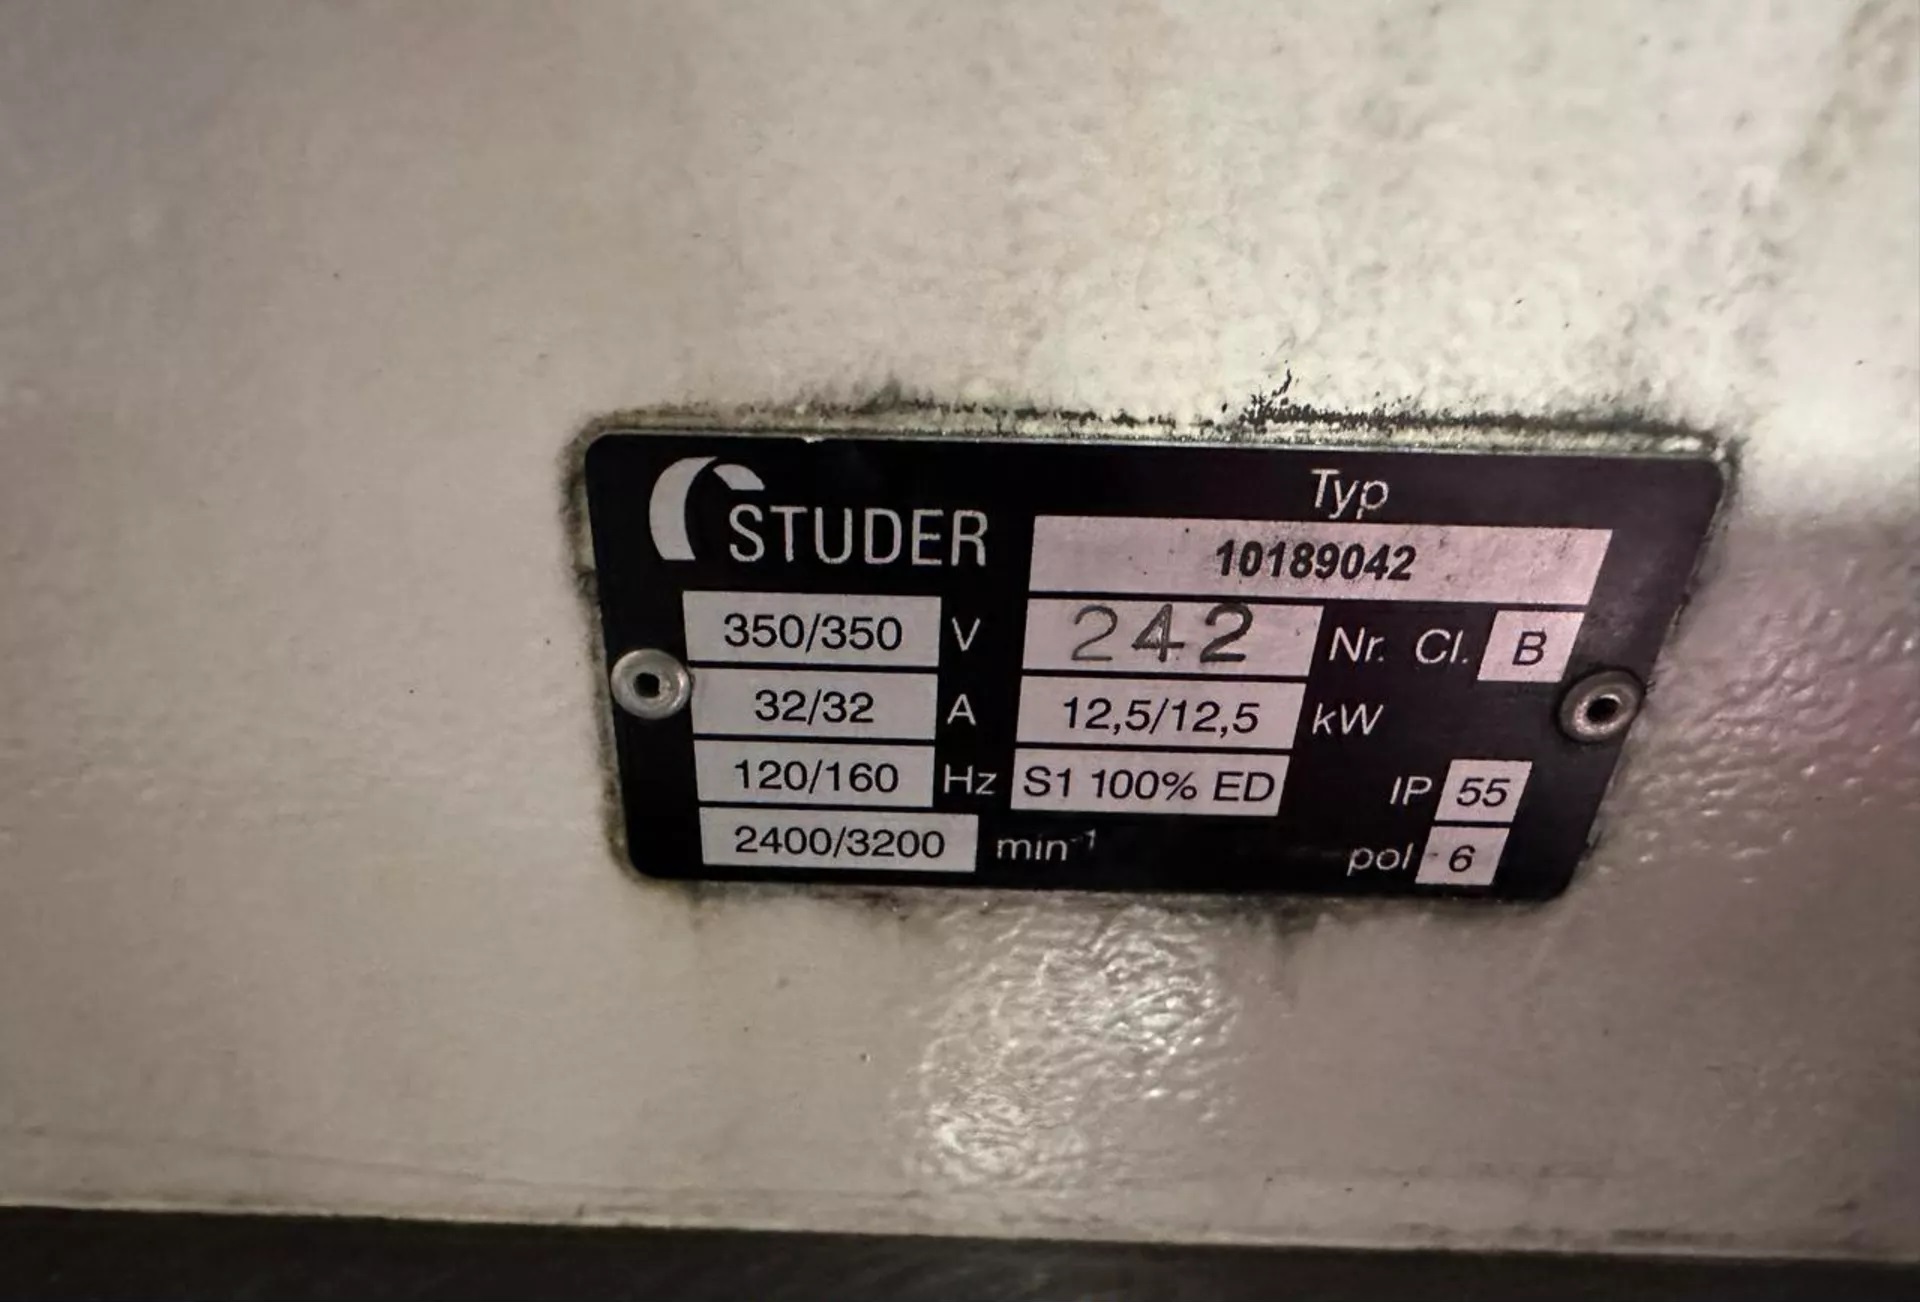 STUDER
Typ
10189042
350/350 V
242 Nr. Cl. B
32/32 A
12,5/12,5 kW
120/160 Hz
S1 100% ED
IP 55
2400/3200 min⁻¹
pol 6